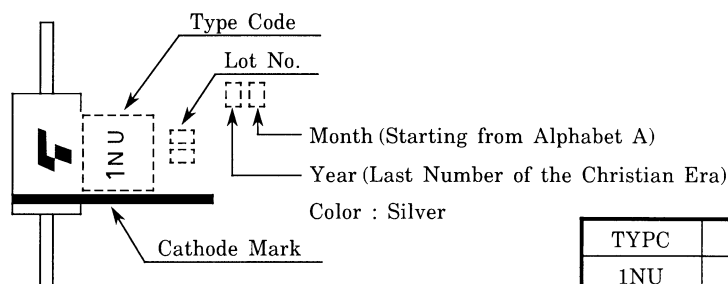 Type Code
Lot No.
1NU
Month (Starting from Alphabet A)
Year (Last Number of the Christian Era)
Color : Silver
Cathode Mark
TYPC
1NU